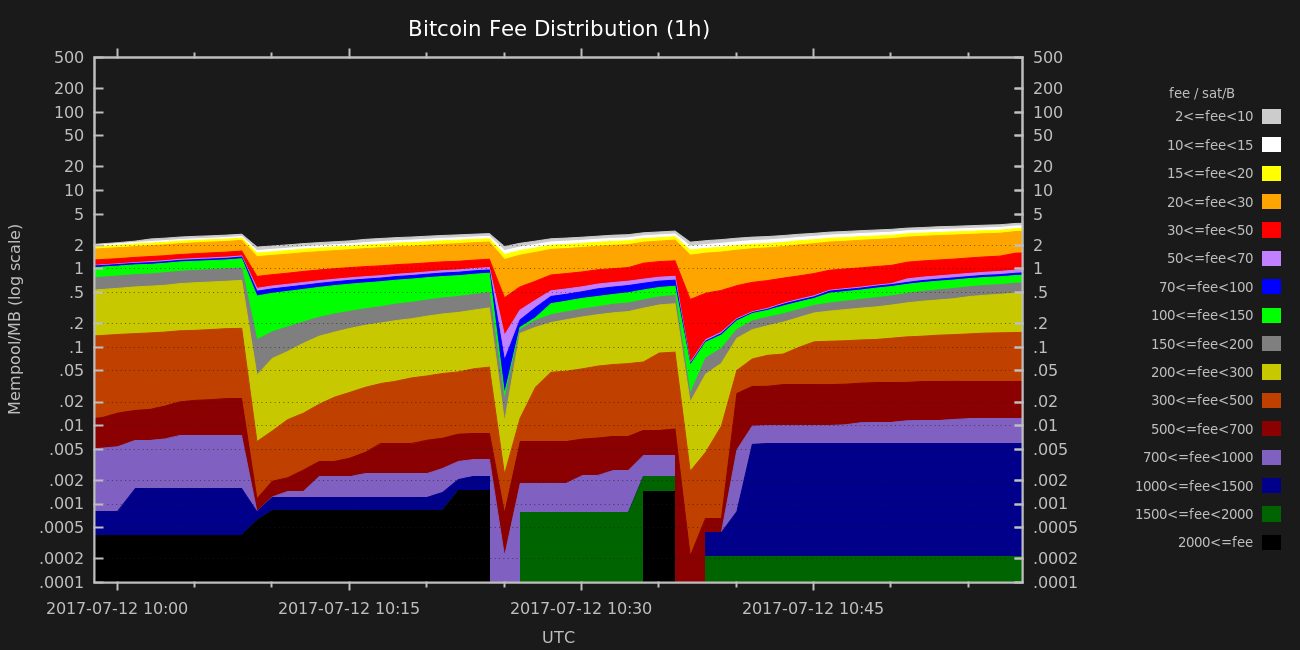 Bitcoin Fee Distribution (1h)
Mempool/MB (log scale)
500
200
100
50
20
10
5
2
1
.5
.2
.1
.05
.02
.01
.005
.002
.001
.0005
.0002
.0001
500
200
100
50
20
10
5
2
1
.5
.2
.1
.05
.02
.01
.005
.002
.001
.0005
.0002
.0001
2017-07-12 10:00 2017-07-12 10:15 2017-07-12 10:30 2017-07-12 10:45
UTC
fee / sat/B
2<=fee<10
10<=fee<15
15<=fee<20
20<=fee<30
30<=fee<50
50<=fee<70
70<=fee<100
100<=fee<150
150<=fee<200
200<=fee<300
300<=fee<500
500<=fee<700
700<=fee<1000
1000<=fee<1500
1500<=fee<2000
2000<=fee